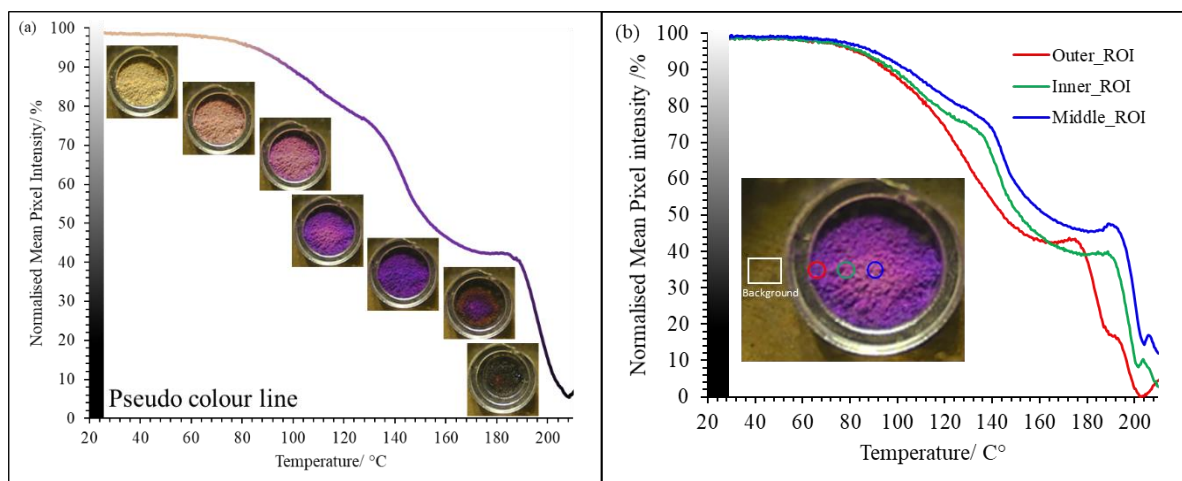 (a)
Normalised Mean Pixel Intensity/ %
100
90
80
70
60
50
40
30
20
10
0
Pseudo colour line
20 40 60 80 100 120 140 160 180 200
Temperature/ °C
(b)
Normalised Mean Pixel intensity /%
100
90
80
70
60
50
40
30
20
10
0
Outer_ROI
Inner_ROI
Middle_ROI
Background
20 40 60 80 100 120 140 160 180 200
Temperature/ C°